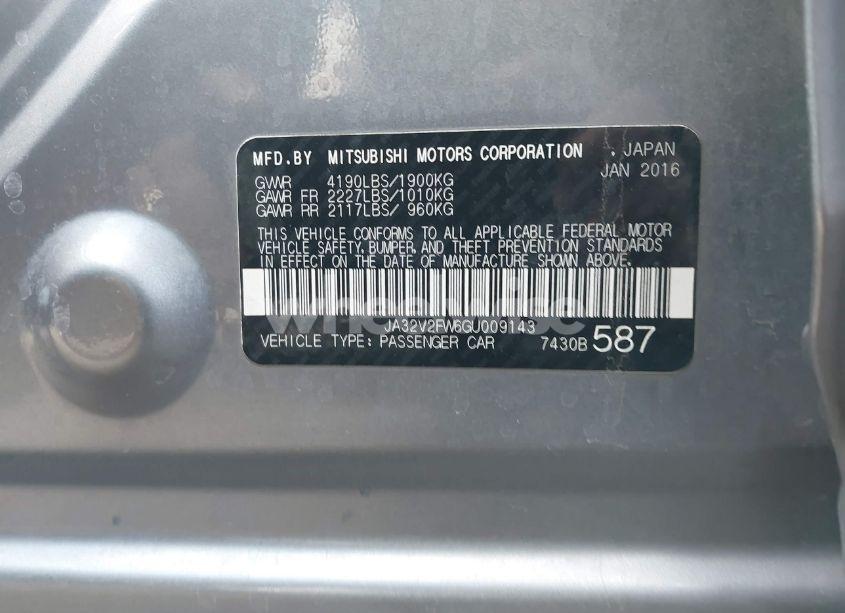 MFD.BY MITSUBISHI MOTORS CORPORATION , JAPAN
JAN 2016
GVWR 4190LBS/1900KG
GAWR FR 2227LBS/1010KG
GAWR RR 2117LBS/ 960KG
THIS VEHICLE CONFORMS TO ALL APPLICABLE FEDERAL MOTOR
VEHICLE SAFETY, BUMPER, AND THEFT PREVENTION STANDARDS
IN EFFECT ON THE DATE OF MANUFACTURE SHOWN ABOVE.
wheelwise
JA32V2FW6GU009143
VEHICLE TYPE: PASSENGER CAR 7430B 587